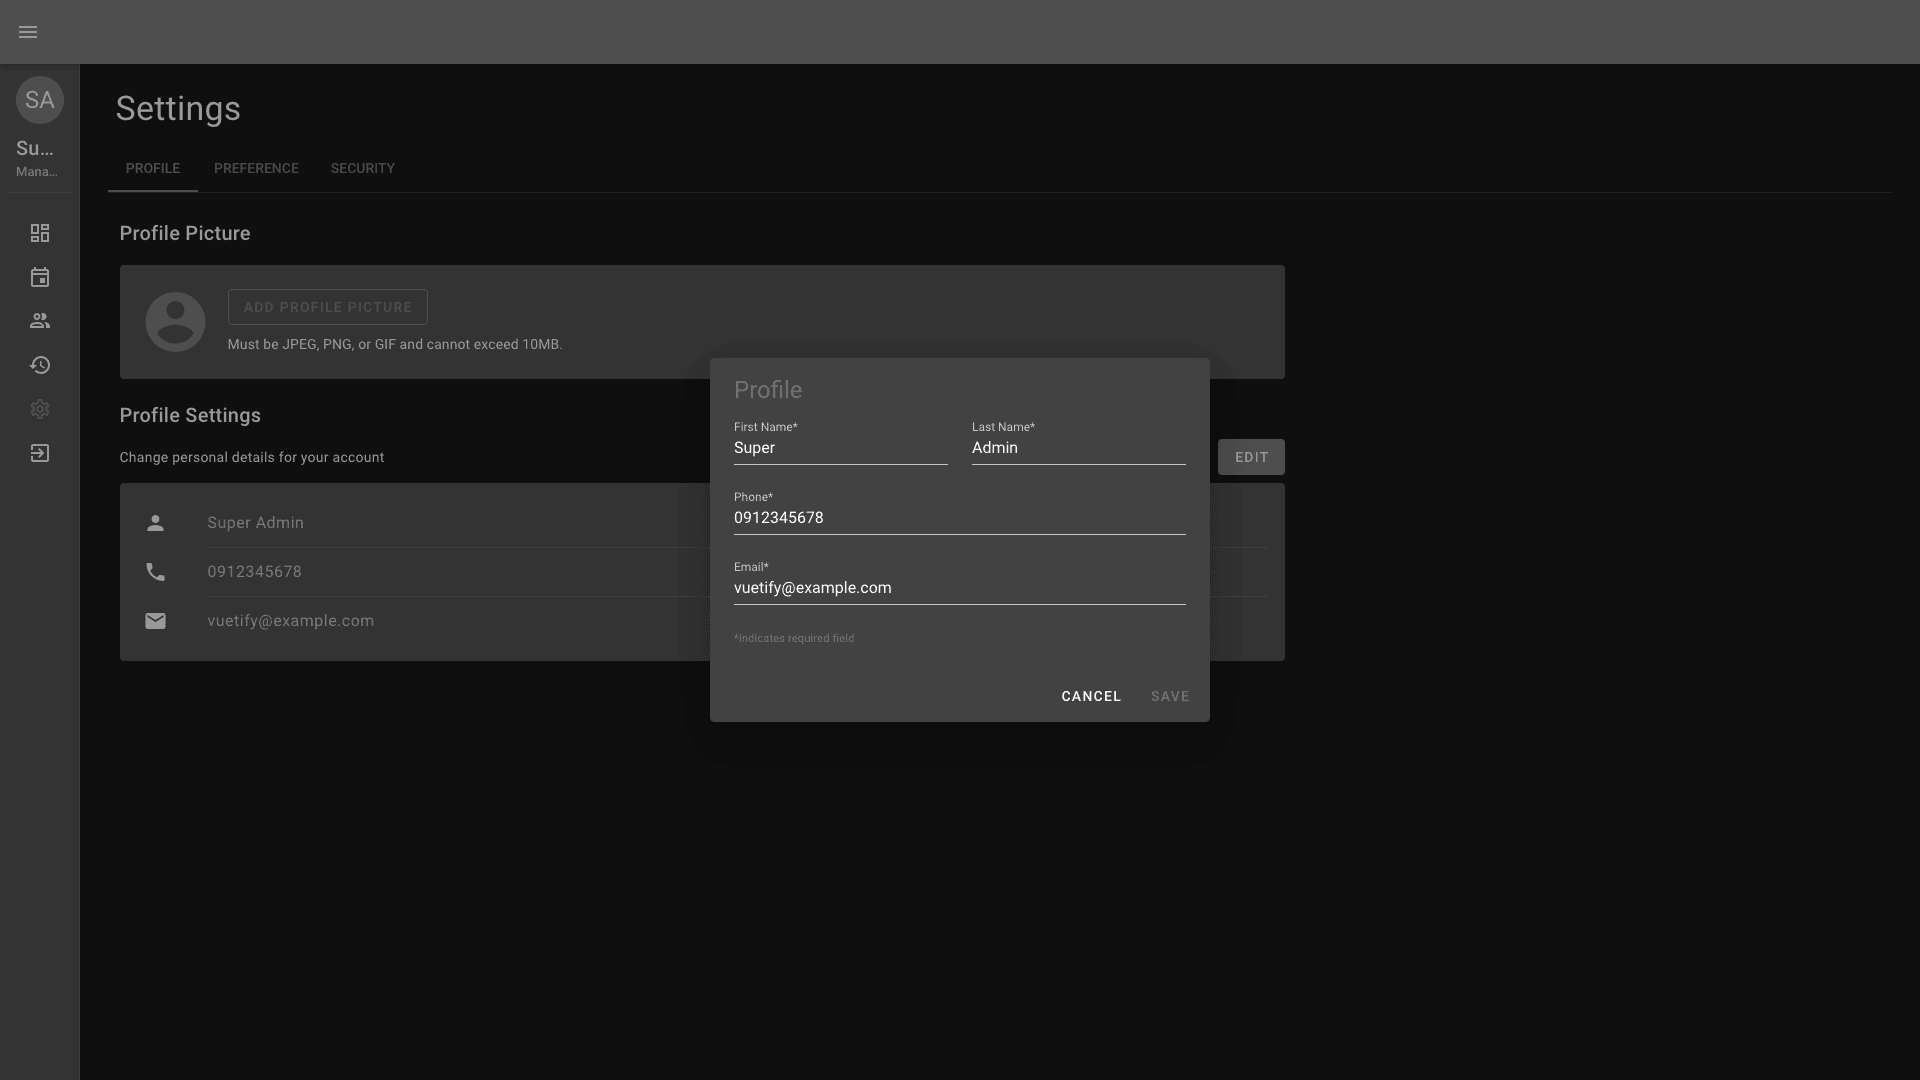 SA
Su...
Mana...
Settings
PROFILE PREFERENCE SECURITY
Profile Picture
ADD PROFILE PICTURE
Must be JPEG, PNG, or GIF and cannot exceed 10MB.
Profile Settings
Change personal details for your account
EDIT
Super Admin
0912345678
vuetify@example.com
Profile
First Name* Last Name*
Super Admin
Phone*
0912345678
Email*
vuetify@example.com
*indicates required field
CANCEL SAVE